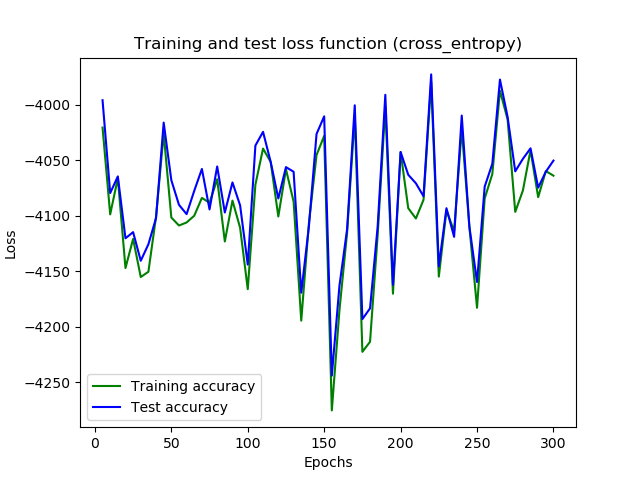 Training and test loss function (cross_entropy)
−4000
−4050
−4100
−4150
−4200
−4250
Loss
Training accuracy
Test accuracy
0 50 100 150 200 250 300
Epochs